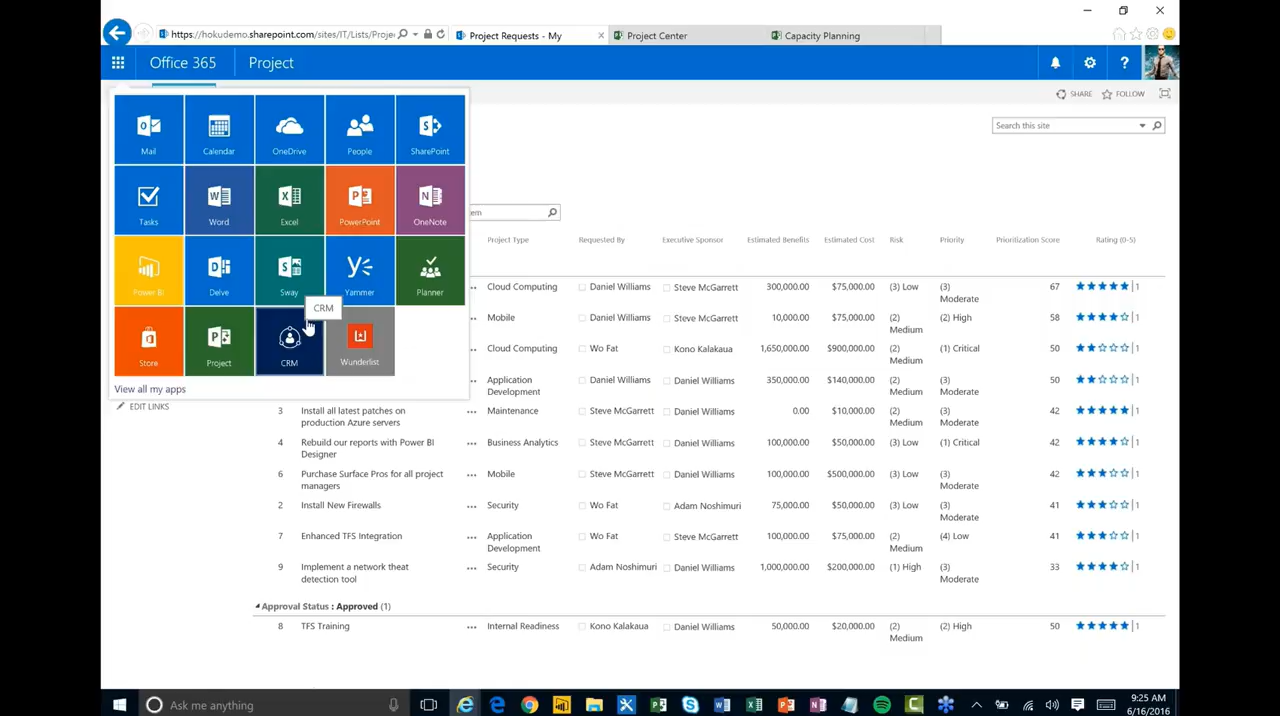 https://hokudemo.sharepoint.com/sites/IT/Lists/Proje
Project Requests - My
Project Center
Capacity Planning
Office 365
Project
?
SHARE
FOLLOW
Search this site
Mail
Calendar
OneDrive
People
SharePoint
Tasks
Word
Excel
PowerPoint
OneNote
Power BI
Delve
Sway
Yammer
Planner
CRM
Store
Project
CRM
Wunderlist
View all my apps
EDIT LINKS
em
Project Type Requested By Executive Sponsor Estimated Benefits Estimated Cost Risk Priority Prioritization Score Rating (0-5)
... Cloud Computing Daniel Williams Steve McGarrett 300,000.00 $75,000.00 (3) Low (3) Moderate 67 1
... Mobile Daniel Williams Steve McGarrett 10,000.00 $75,000.00 (2) Medium (2) High 58 1
... Cloud Computing Wo Fat Kono Kalakaua 1,650,000.00 $900,000.00 (2) Medium (1) Critical 50 1
... Application Development Daniel Williams Daniel Williams 350,000.00 $140,000.00 (2) Medium (3) Moderate 50 1
3 Install all latest patches on production Azure servers ... Maintenance Steve McGarrett Daniel Williams 0.00 $10,000.00 (2) Medium (3) Moderate 42 1
4 Rebuild our reports with Power BI Designer ... Business Analytics Steve McGarrett Daniel Williams 100,000.00 $50,000.00 (3) Low (1) Critical 42 1
6 Purchase Surface Pros for all project managers ... Mobile Steve McGarrett Daniel Williams 100,000.00 $500,000.00 (3) Low (3) Moderate 42 1
2 Install New Firewalls ... Security Wo Fat Adam Noshimuri 75,000.00 $50,000.00 (3) Low (3) Moderate 41 1
7 Enhanced TFS Integration ... Application Development Wo Fat Steve McGarrett 100,000.00 $75,000.00 (2) Medium (4) Low 41 1
9 Implement a network theat detection tool ... Security Adam Noshimuri Daniel Williams 1,000,000.00 $200,000.00 (1) High (3) Moderate 33 1
Approval Status : Approved (1)
8 TFS Training ... Internal Readiness Kono Kalakaua Daniel Williams 50,000.00 $20,000.00 (2) Medium (2) High 50 1
Ask me anything
9:25 AM
6/16/2016